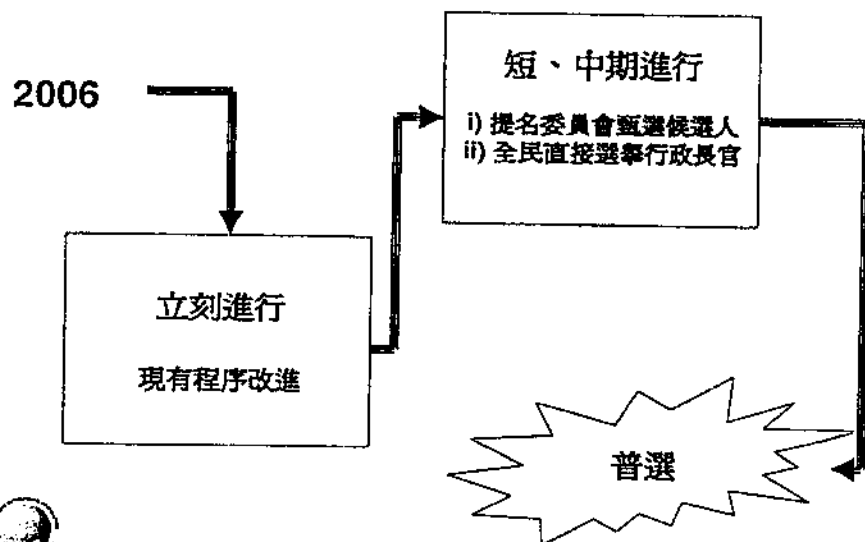 2006
立刻進行
現有程序改進
短、中期進行
i) 提名委員會甄選候選人
ii) 全民直接選舉行政長官
普選